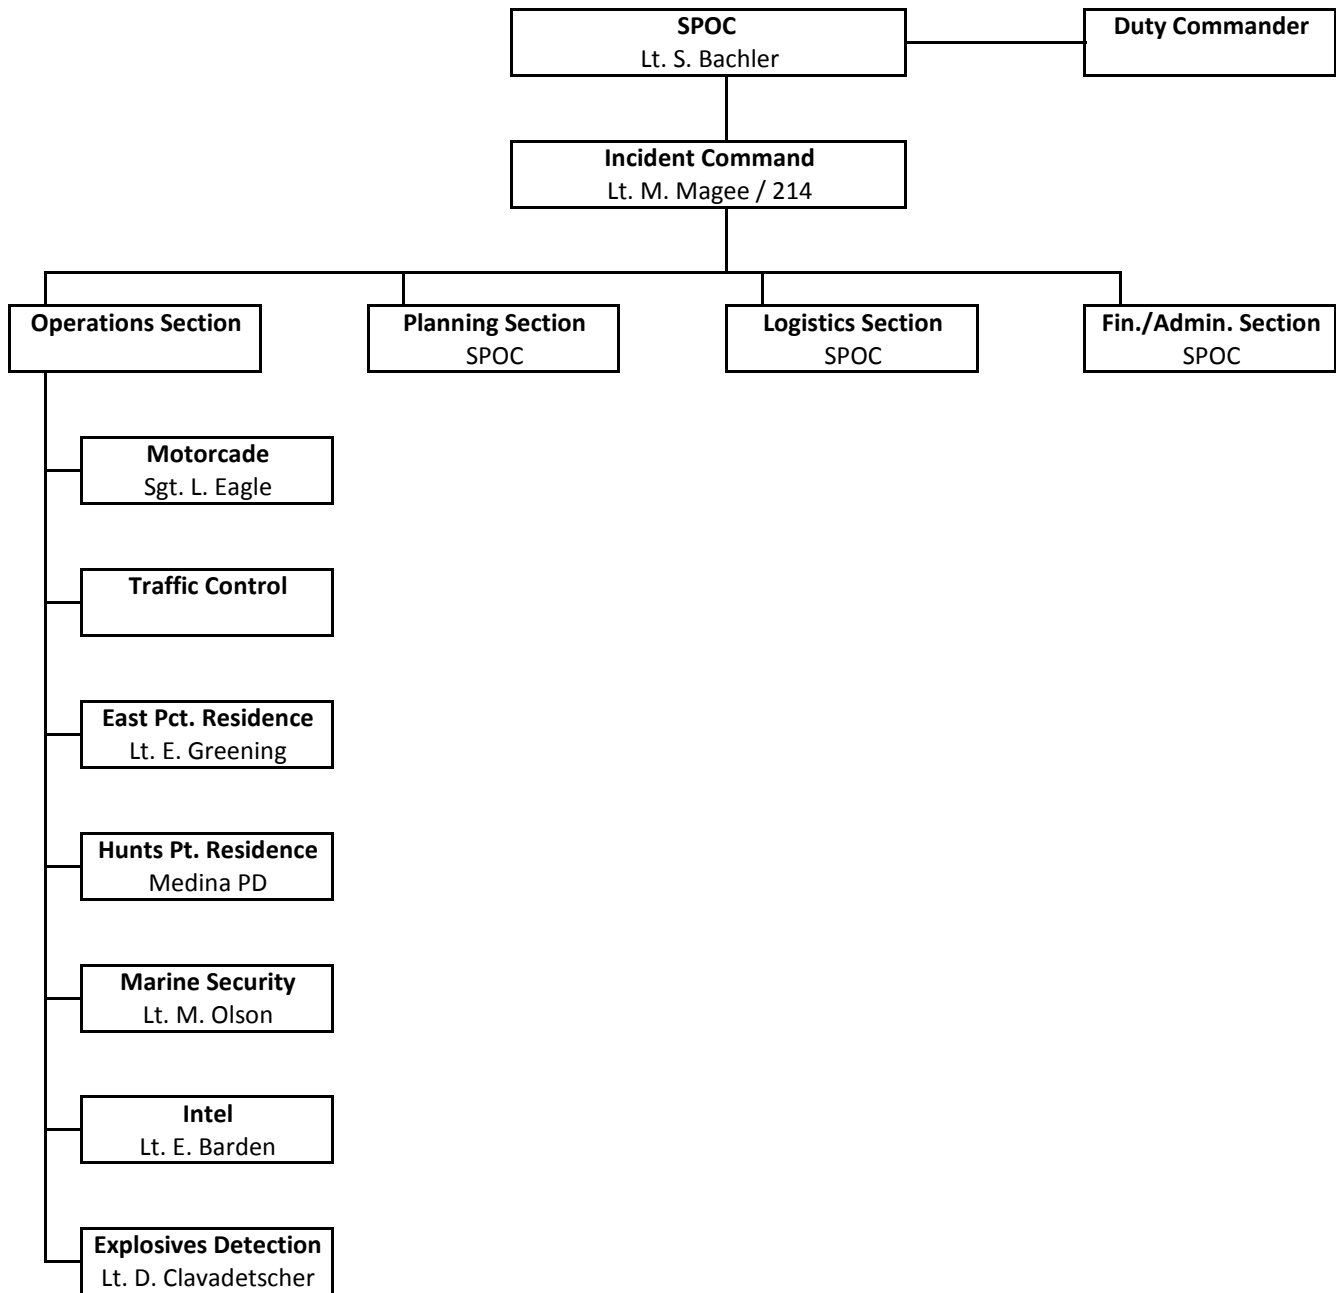 SPOC
Lt. S. Bachler
Duty Commander
Incident Command
Lt. M. Magee / 214
Operations Section
Planning Section
SPOC
Logistics Section
SPOC
Fin./Admin. Section
SPOC
Motorcade
Sgt. L. Eagle
Traffic Control
East Pct. Residence
Lt. E. Greening
Hunts Pt. Residence
Medina PD
Marine Security
Lt. M. Olson
Intel
Lt. E. Barden
Explosives Detection
Lt. D. Clavadetscher